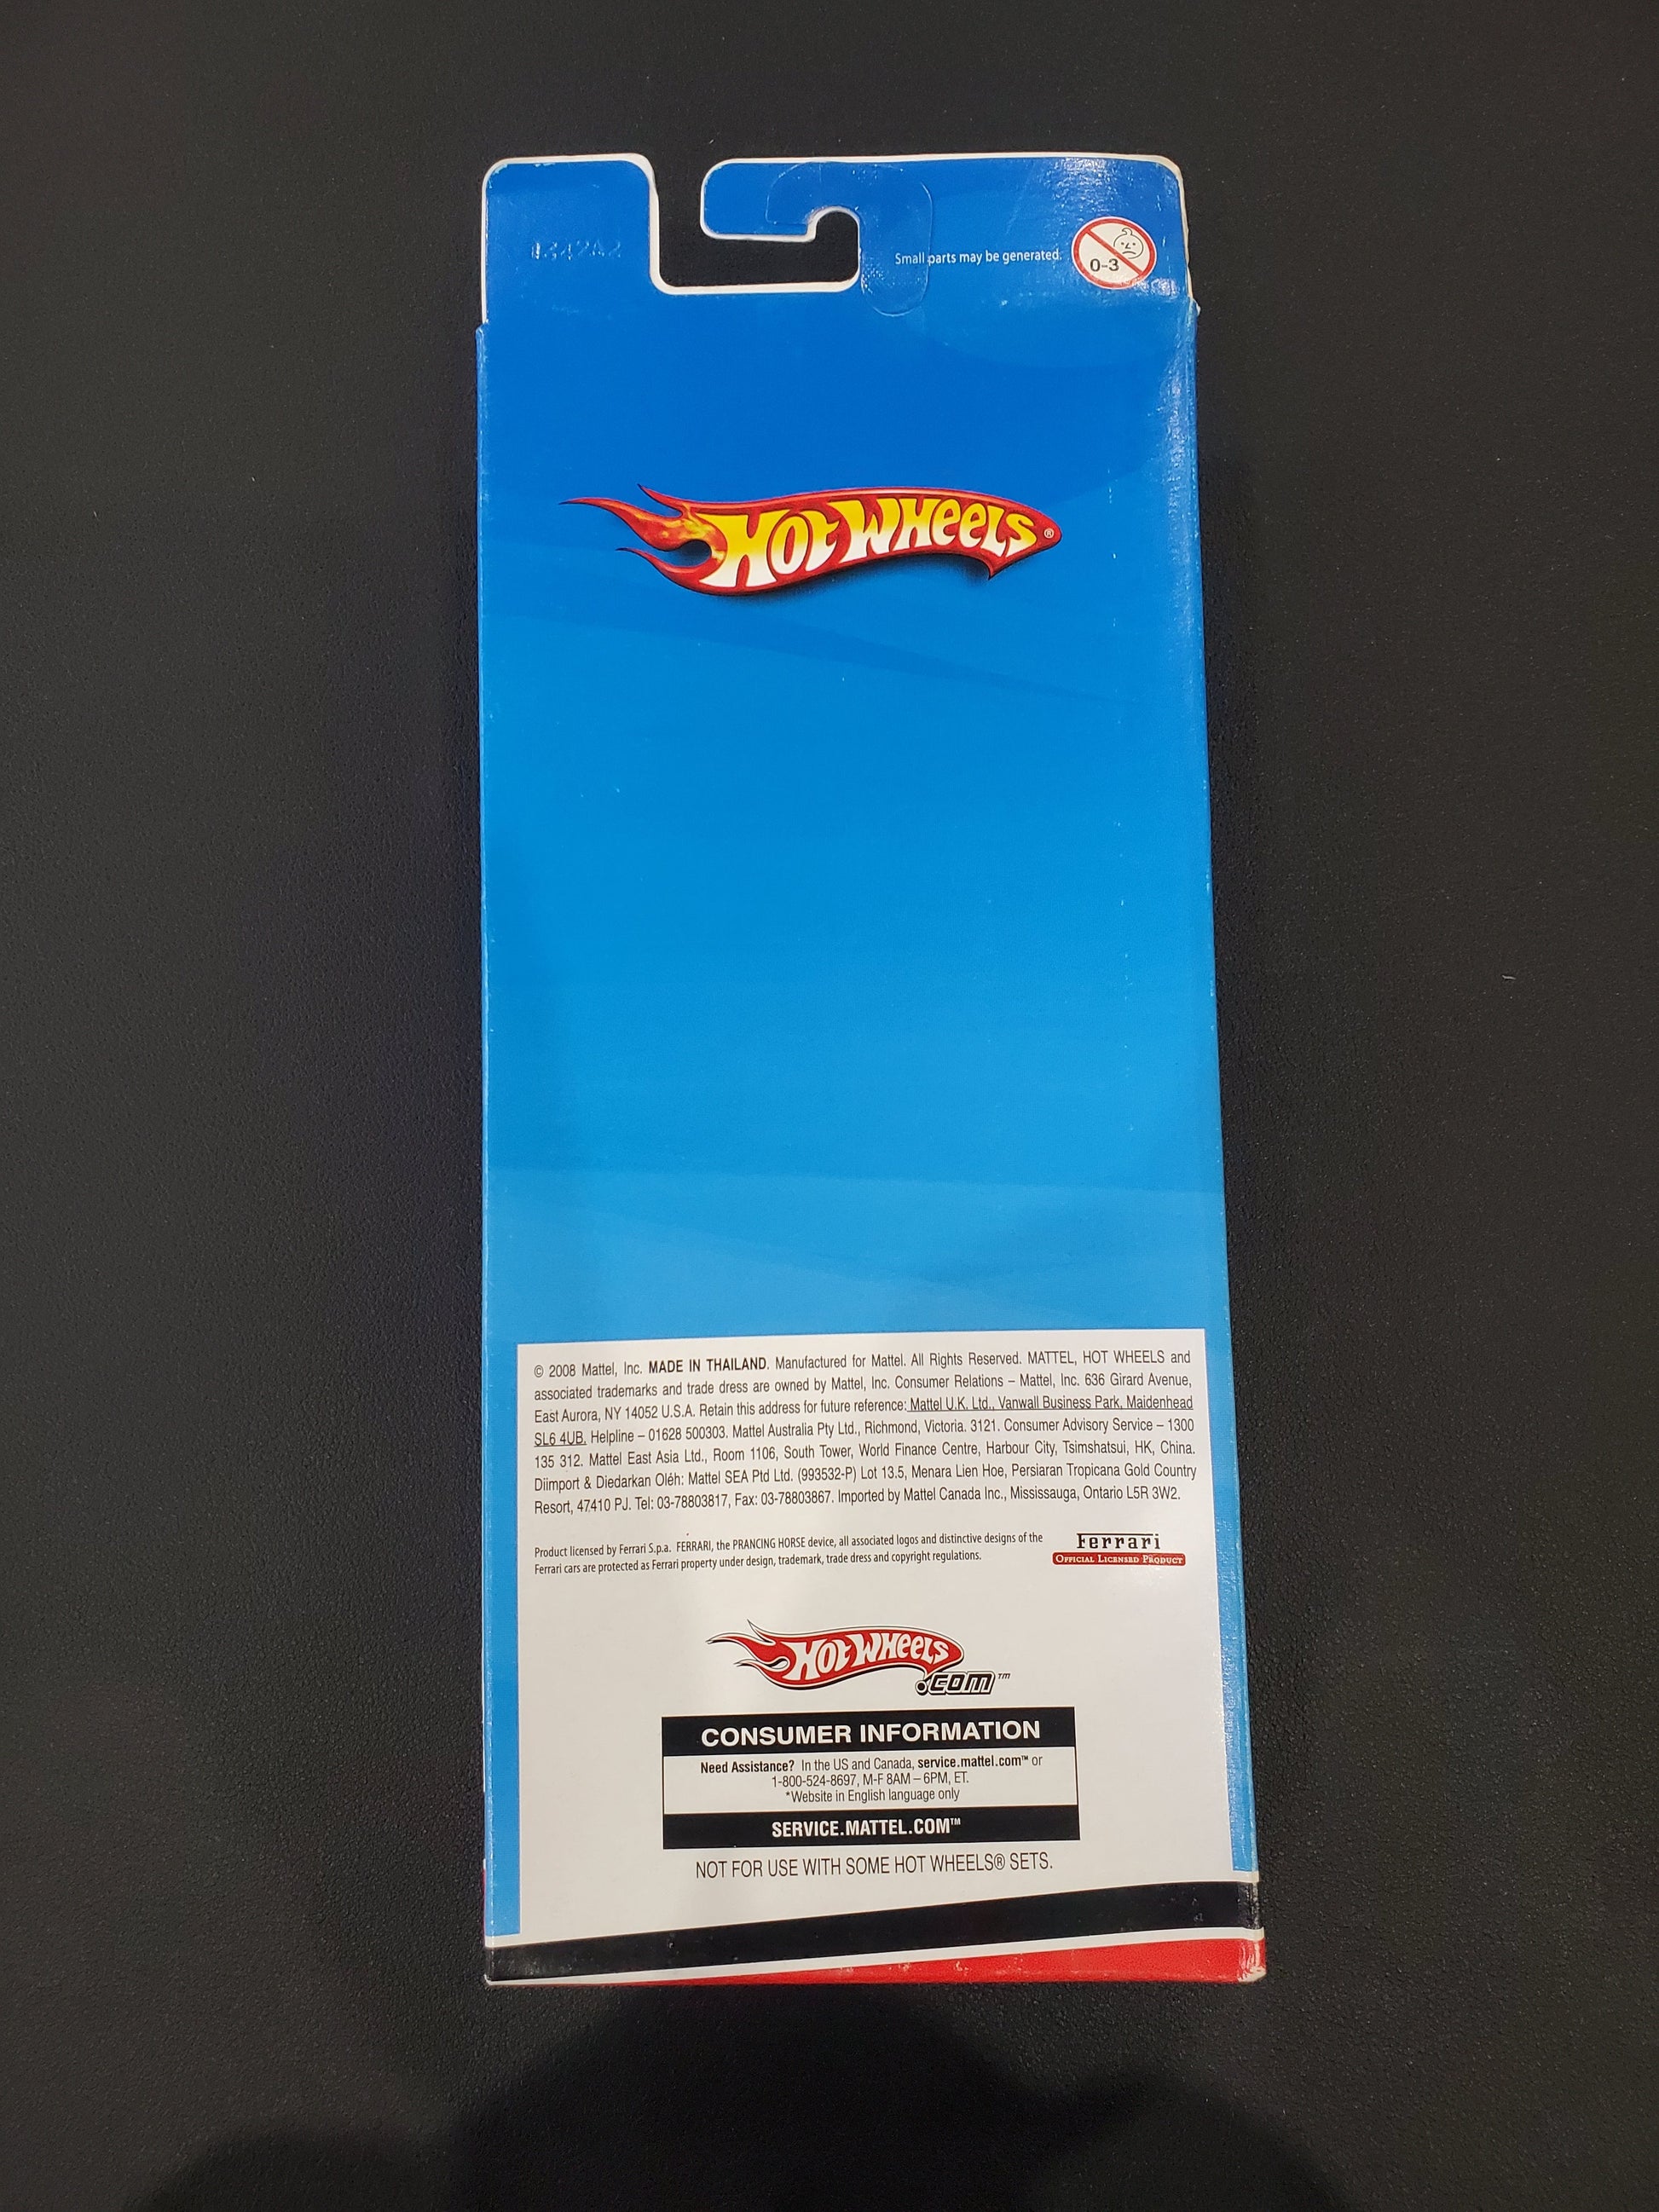 Small parts may be generated.
0-3
HOT WHEELS®
© 2008 Mattel, Inc. MADE IN THAILAND. Manufactured for Mattel. All Rights Reserved. MATTEL, HOT WHEELS and
associated trademarks and trade dress are owned by Mattel, Inc. Consumer Relations – Mattel, Inc. 636 Girard Avenue,
East Aurora, NY 14052 U.S.A. Retain this address for future reference: Mattel U.K. Ltd., Vanwall Business Park, Maidenhead
SL6 4UB. Helpline – 01628 500303. Mattel Australia Pty Ltd., Richmond, Victoria. 3121. Consumer Advisory Service – 1300
135 312. Mattel East Asia Ltd., Room 1106, South Tower, World Finance Centre, Harbour City, Tsimshatsui, HK, China.
Diimport & Diedarkan Oléh: Mattel SEA Ptd Ltd. (993532-P) Lot 13.5, Menara Lien Hoe, Persiaran Tropicana Gold Country
Resort, 47410 PJ. Tel: 03-78803817, Fax: 03-78803867. Imported by Mattel Canada Inc., Mississauga, Ontario L5R 3W2.
Product licensed by Ferrari S.p.a. FERRARI, the PRANCING HORSE device, all associated logos and distinctive designs of the
Ferrari cars are protected as Ferrari property under design, trademark, trade dress and copyright regulations.
Ferrari
OFFICIAL LICENSED PRODUCT
HOT WHEELS
.COM™
CONSUMER INFORMATION
Need Assistance? In the US and Canada, service.mattel.com™ or
1-800-524-8697, M-F 8AM – 6PM, ET.
*Website in English language only
SERVICE.MATTEL.COM™
NOT FOR USE WITH SOME HOT WHEELS® SETS.